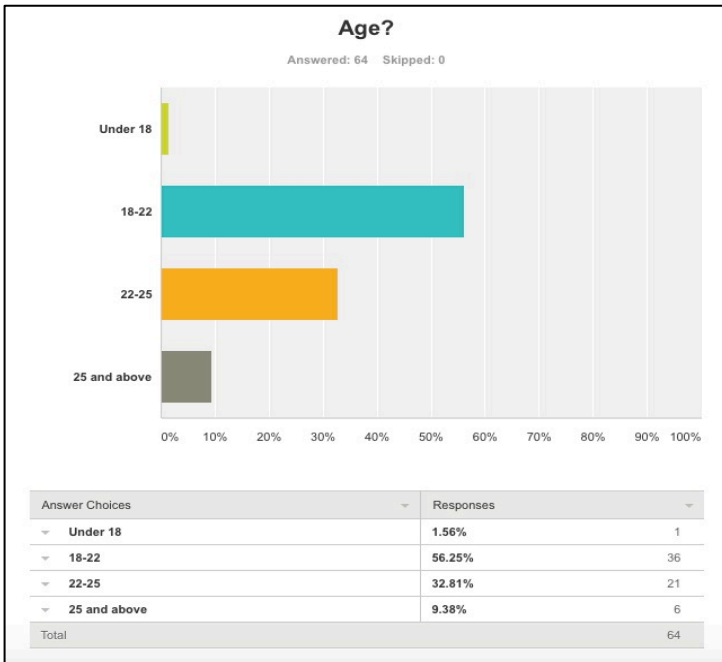 Age?
Answered: 64 Skipped: 0
Under 18
18-22
22-25
25 and above
0% 10% 20% 30% 40% 50% 60% 70% 80% 90% 100%
Answer Choices Responses
Under 18 1.56% 1
18-22 56.25% 36
22-25 32.81% 21
25 and above 9.38% 6
Total 64